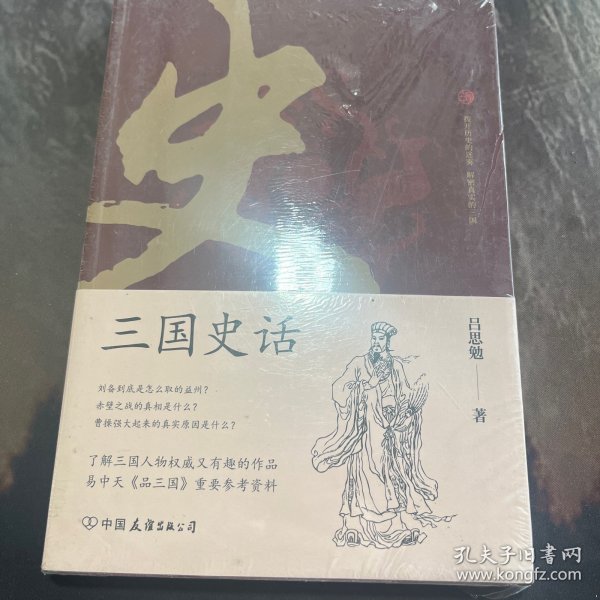 史
拨开历史的迷雾 解密真实的三国
三国史话
吕思勉
著
刘备到底是怎么取的益州？
赤壁之战的真相是什么？
曹操强大起来的真实原因是什么？
了解三国人物权威又有趣的作品
易中天《品三国》重要参考资料
中国友谊出版公司
孔夫子旧书网
www.kongfz.com